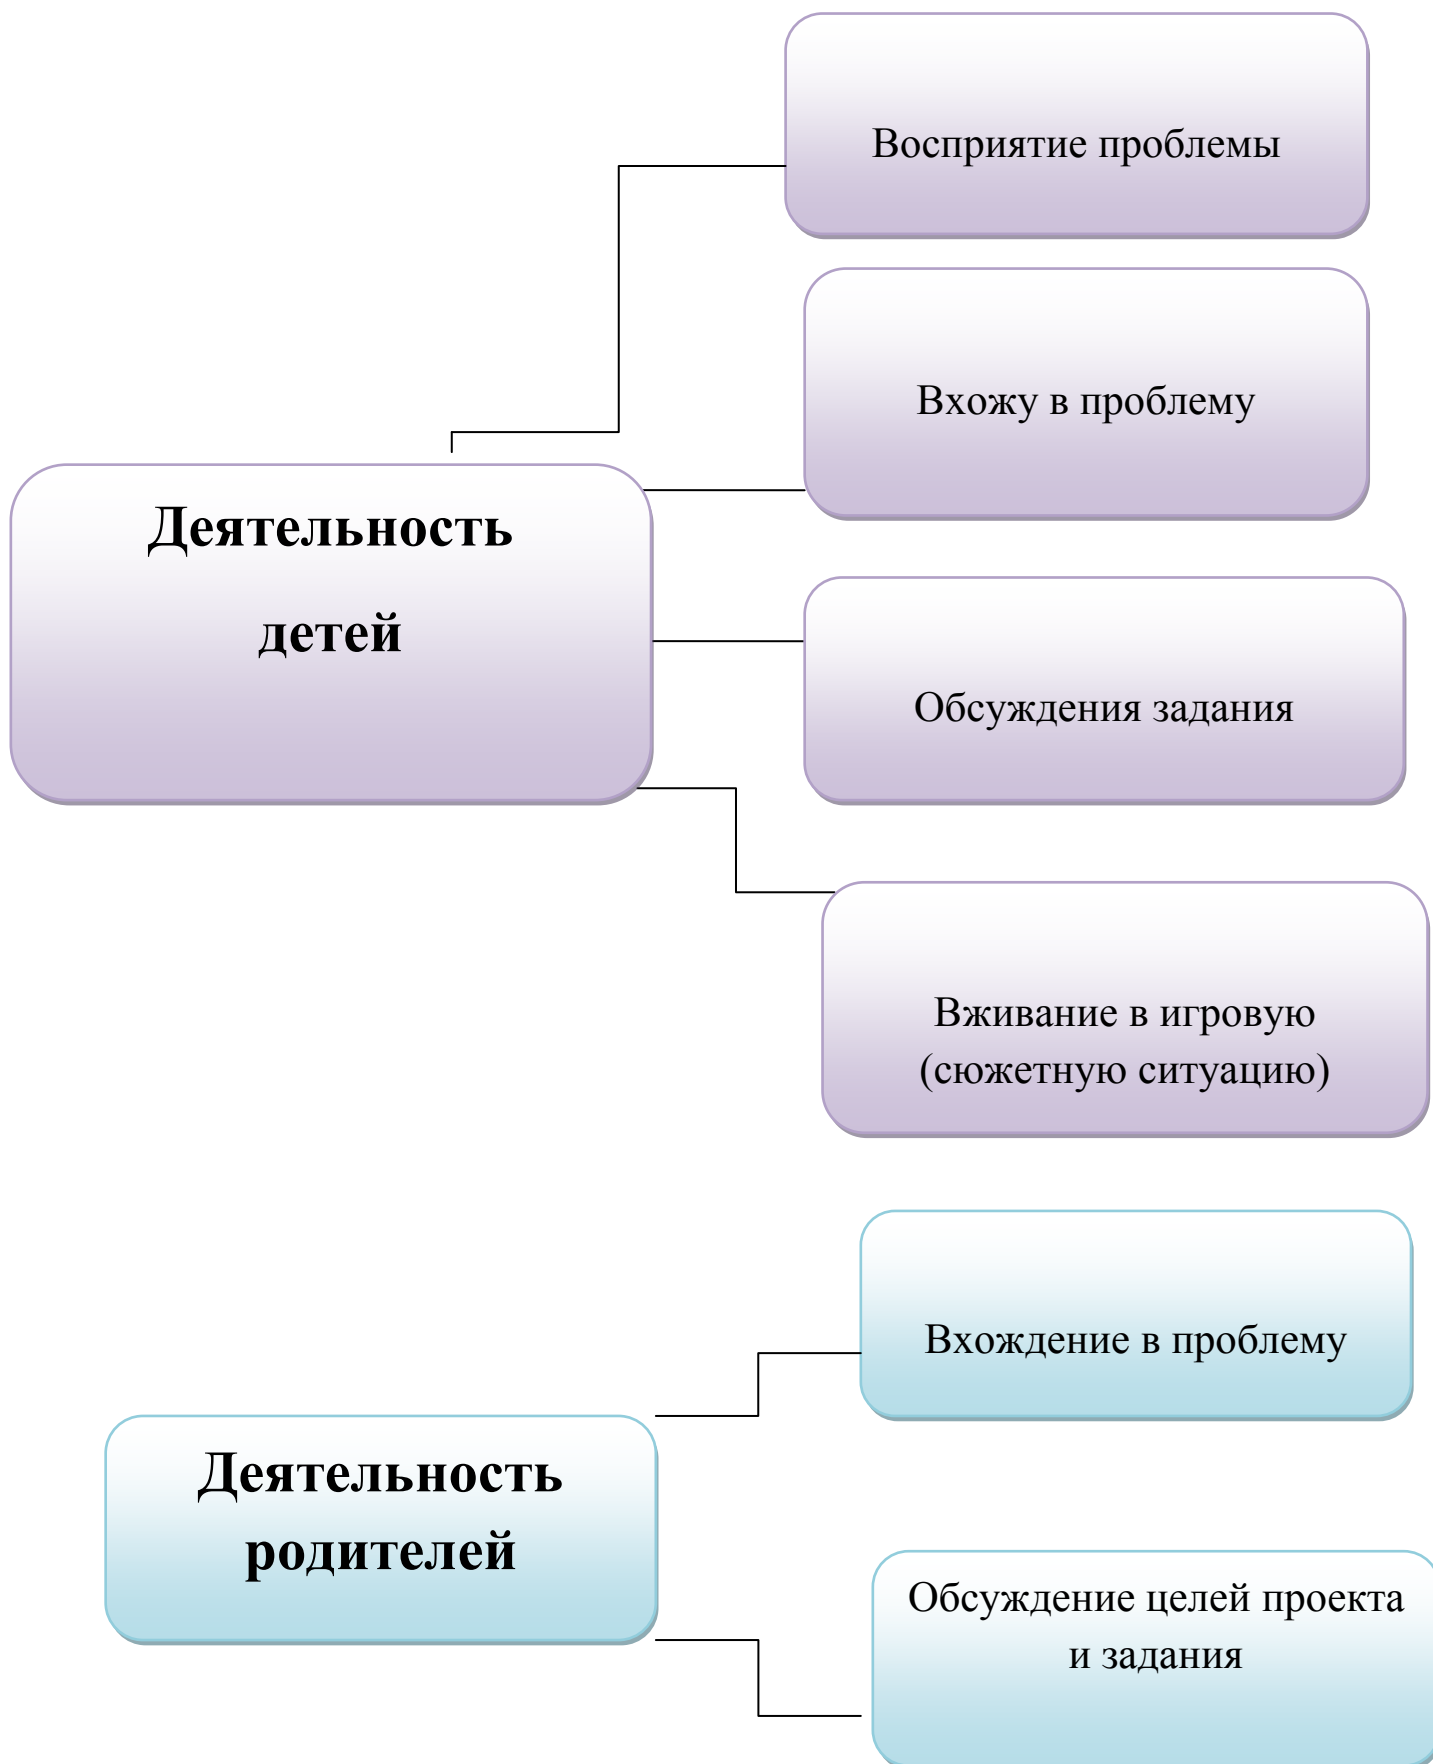 Восприятие проблемы
Вхожу в проблему
Деятельность
детей
Обсуждения задания
Вживание в игровую
(сюжетную ситуацию)
Вхождение в проблему
Деятельность
родителей
Обсуждение целей проекта
и задания